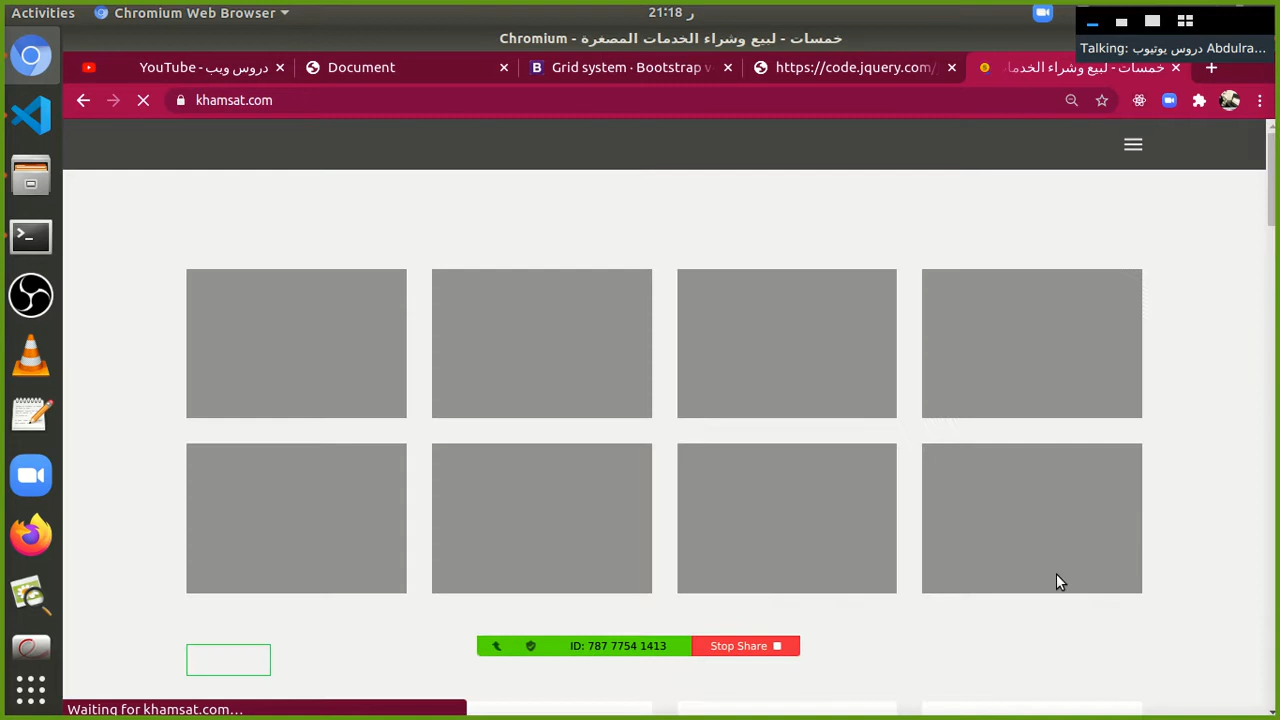 Activities
Chromium Web Browser
21:18 ر
خمسات - لبيع وشراء الخدمات المصغرة - Chromium
Talking: دروس يوتيوب Abdulra...
دروس ويب - YouTube
Document
Grid system · Bootstrap v
https://code.jquery.com/
خمسات - لبيع وشراء الخدمات
khamsat.com
ID: 787 7754 1413
Stop Share
Waiting for khamsat.com...